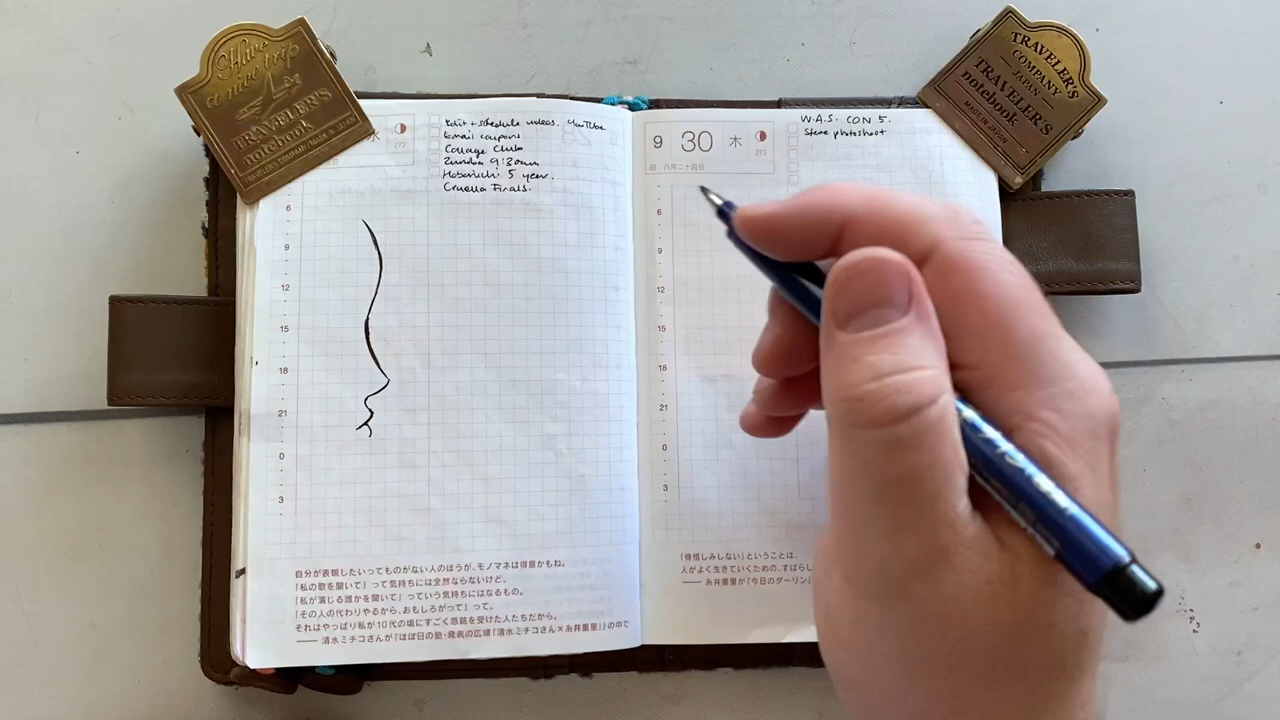 Have
a nice trip
TRAVELER'S
notebook
TRAVELER'S COMPANY / MADE IN JAPAN
TRAVELER'S
COMPANY
JAPAN
TRAVELER'S
notebook
MADE IN JAPAN
水
272
Edit + schedule videos. YouTube
Email coupons
Collage Club
Zumba 9:30am
Hobonichi 5 year.
Cruella Finals.
6
9
12
15
18
21
0
3
自分が表現したいってものがない人のほうが、モノマネは得意かもね。
「私の歌を聞いて」って気持ちには全然ならないけど、
「私が演じる誰かを聞いて」っていう気持ちにはなるもの。
「その人の代わりやるから、おもしろがって」って。
それはやっぱり私が10代の頃にすごく感銘を受けた人たちだから。
—— 清水ミチコさんが『ほぼ日の塾・発表の広場「清水ミチコさん×糸井重里」』の中で
9 30 木
273
旧 八月二十四日
W.A.S. CON 5.
Steme photoshoot
6
9
12
15
18
21
0
3
「骨惜しみしない」ということは、
人がよく生きていくための、すばらし
—— 糸井重里が『今日のダーリン』